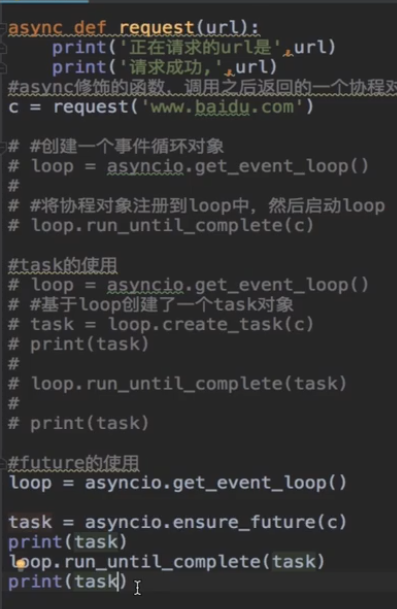 async def request(url):
    print('正在请求的url是',url)
    print('请求成功,',url)
#async修饰的函数，调用之后返回的一个协程对
c = request('www.baidu.com')
# #创建一个事件循环对象
# loop = asyncio.get_event_loop()
#
# #将协程对象注册到loop中，然后启动loop
# loop.run_until_complete(c)
#task的使用
# loop = asyncio.get_event_loop()
# #基于loop创建了一个task对象
# task = loop.create_task(c)
# print(task)
#
# loop.run_until_complete(task)
#
# print(task)
#future的使用
loop = asyncio.get_event_loop()
task = asyncio.ensure_future(c)
print(task)
loop.run_until_complete(task)
print(task)